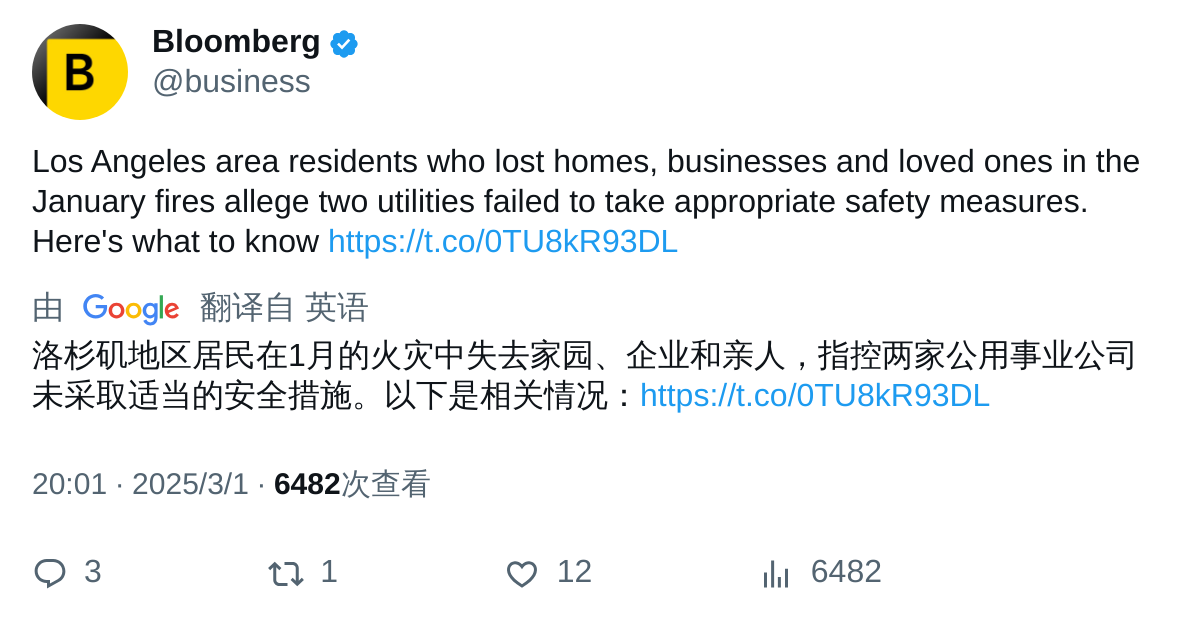 B
Bloomberg
@business
Los Angeles area residents who lost homes, businesses and loved ones in the
January fires allege two utilities failed to take appropriate safety measures.
Here's what to know https://t.co/0TU8kR93DL
由 Google 翻译自 英语
洛杉矶地区居民在1月的火灾中失去家园、企业和亲人，指控两家公用事业公司
未采取适当的安全措施。以下是相关情况：https://t.co/0TU8kR93DL
20:01 · 2025/3/1 · 6482次查看
3 1 12 6482